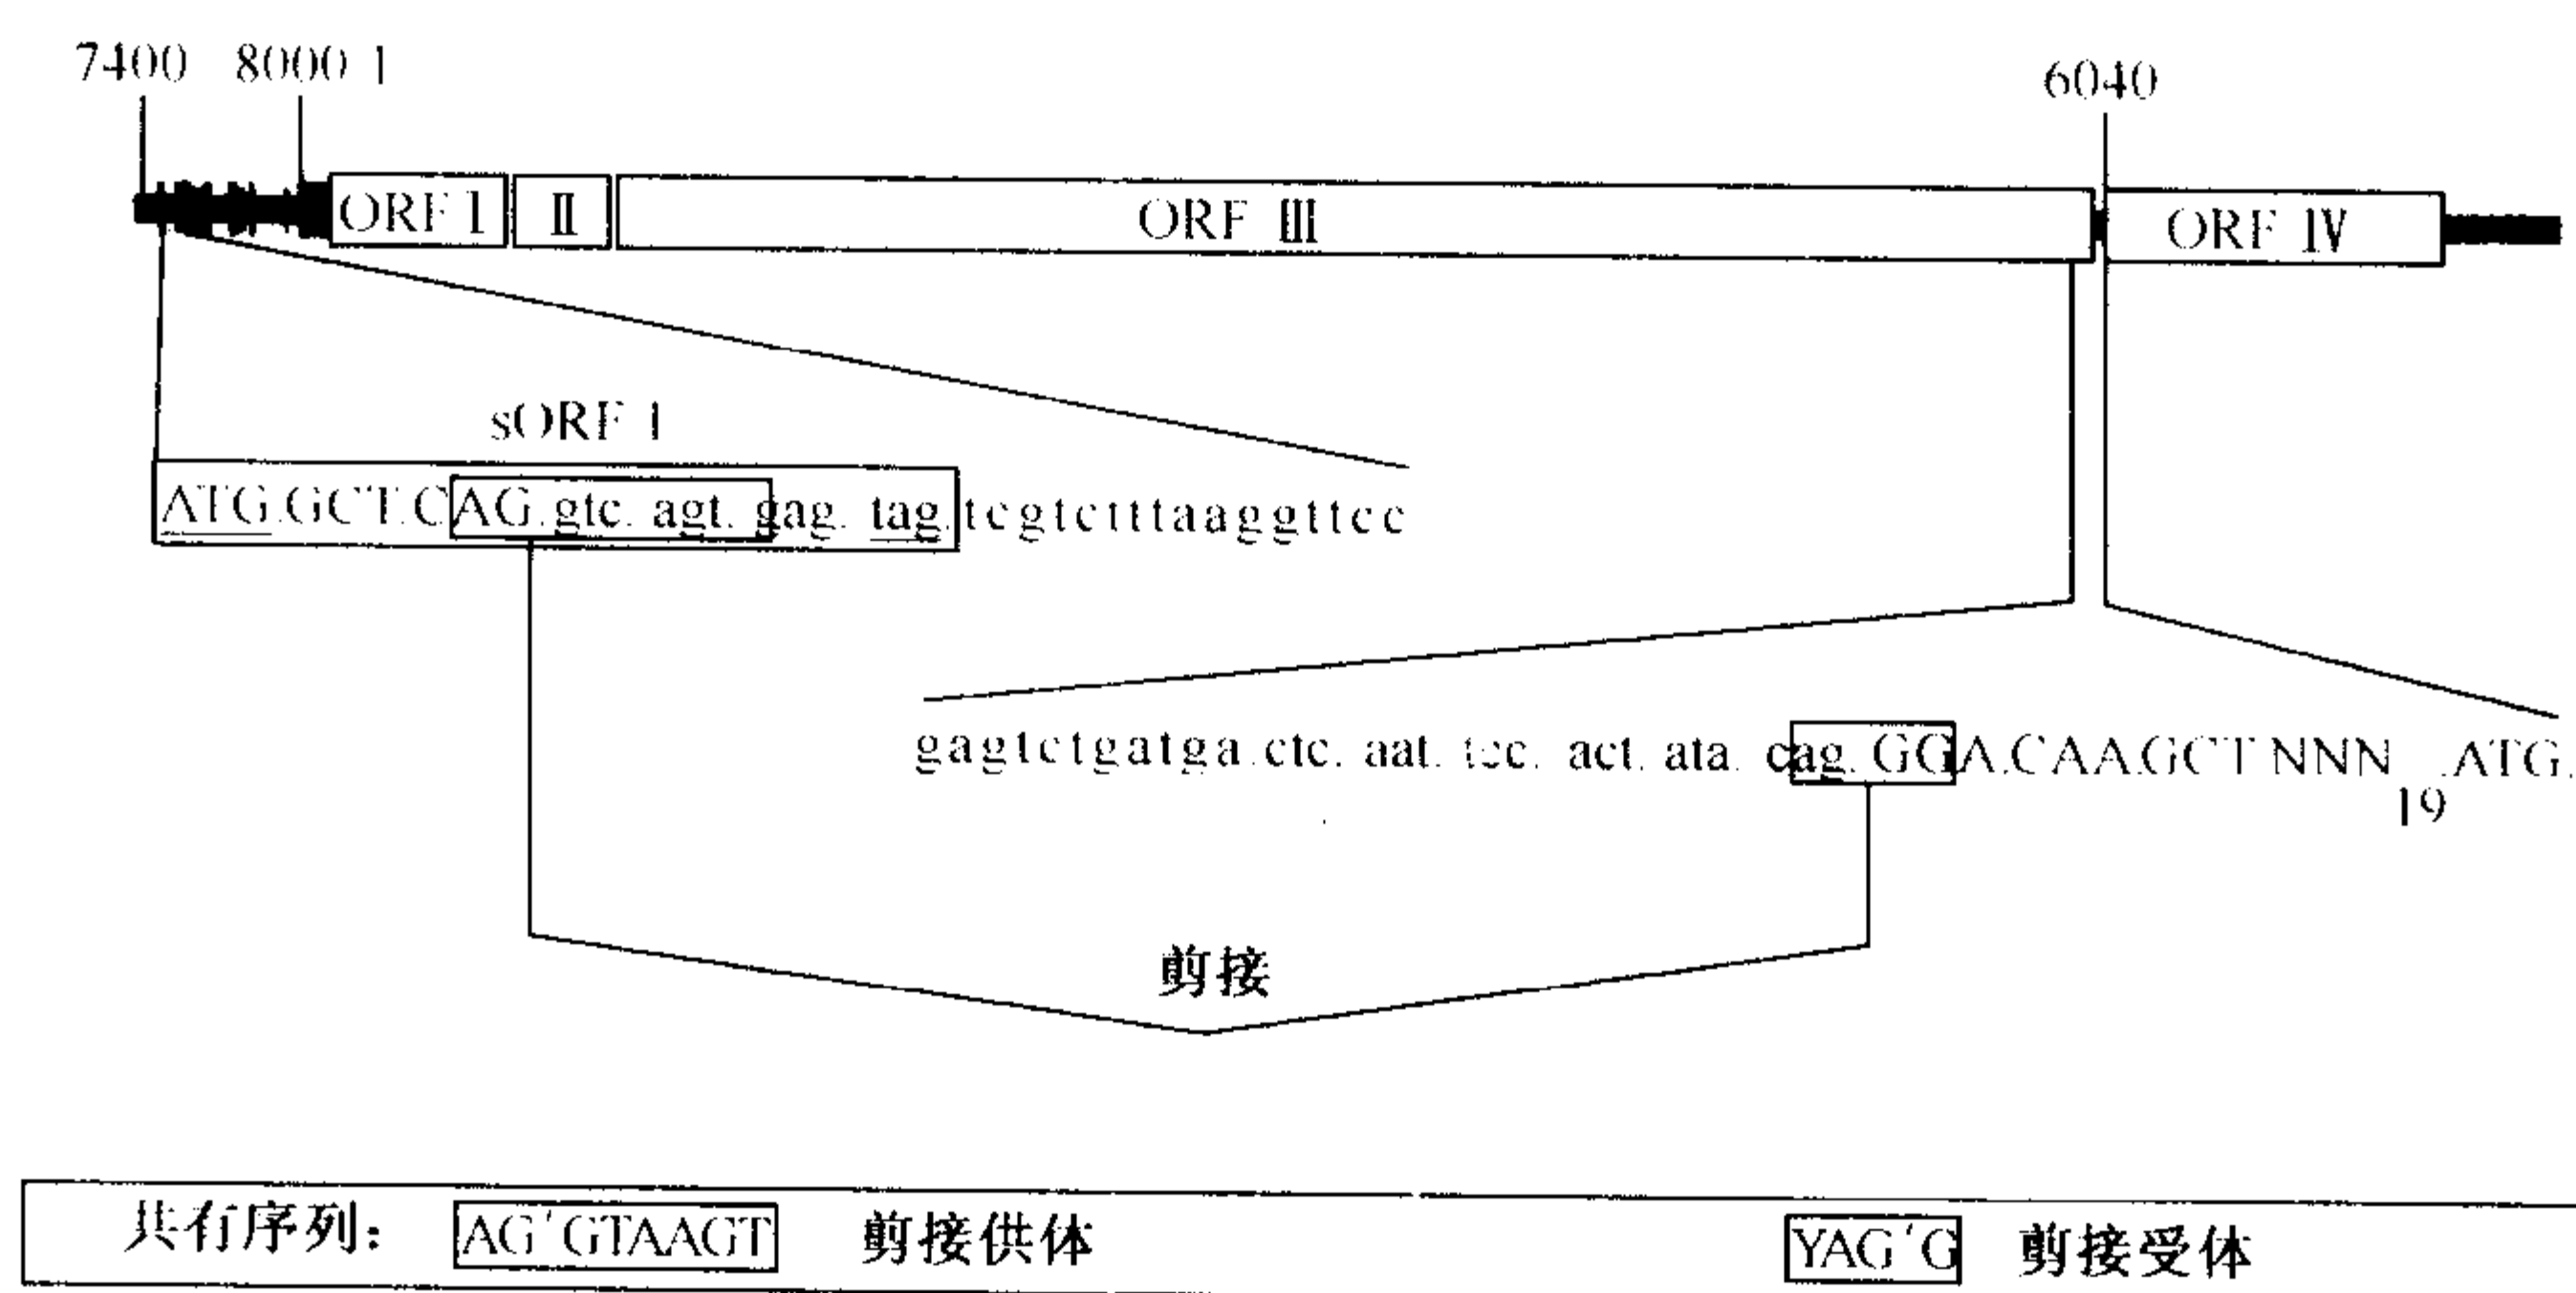 7400 8000 1 6040
ORF I II ORF III ORF IV
sORF 1
ATG.GCT.CAG.gtc. agt. gag. tag.tcgtctttaaggttcc
gagtctgatga.ctc. aat. tcc. act. ata. cag. GGA.CAA.GCT NNN .ATG.
19
剪接
共有序列: AG'GTAAGT 剪接供体 YAG'G 剪接受体